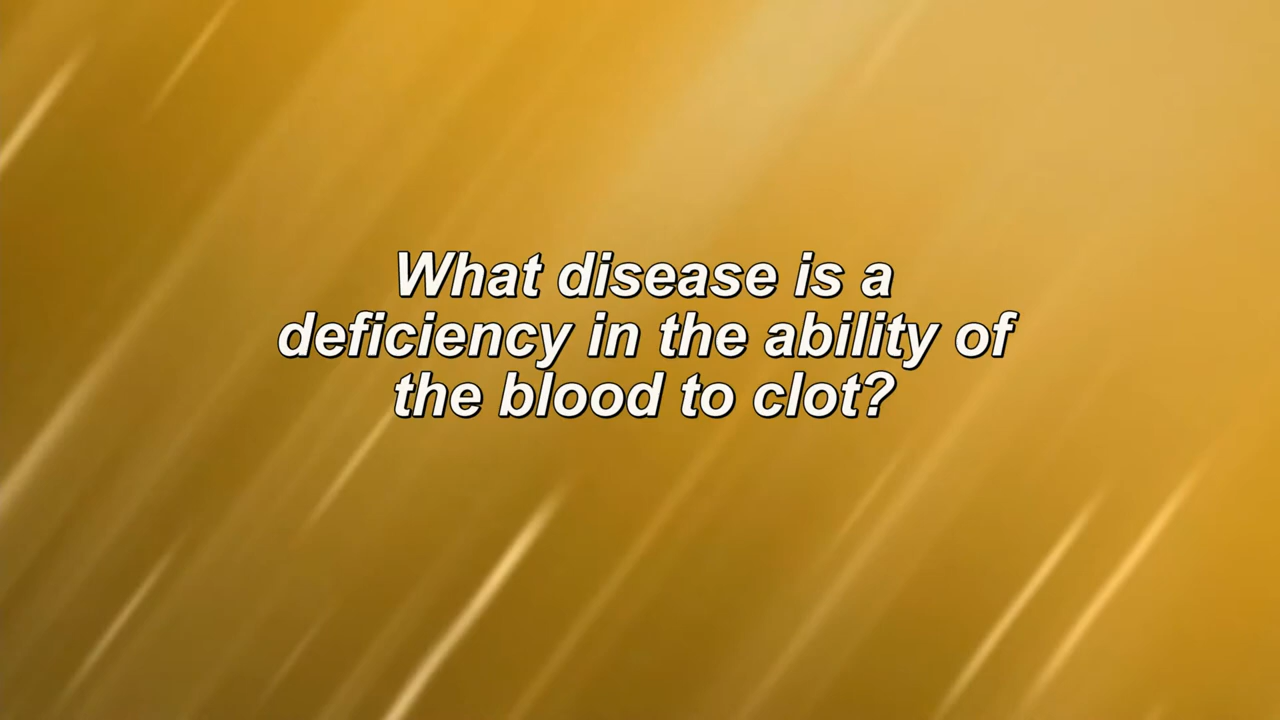 What disease is a
deficiency in the ability of
the blood to clot?